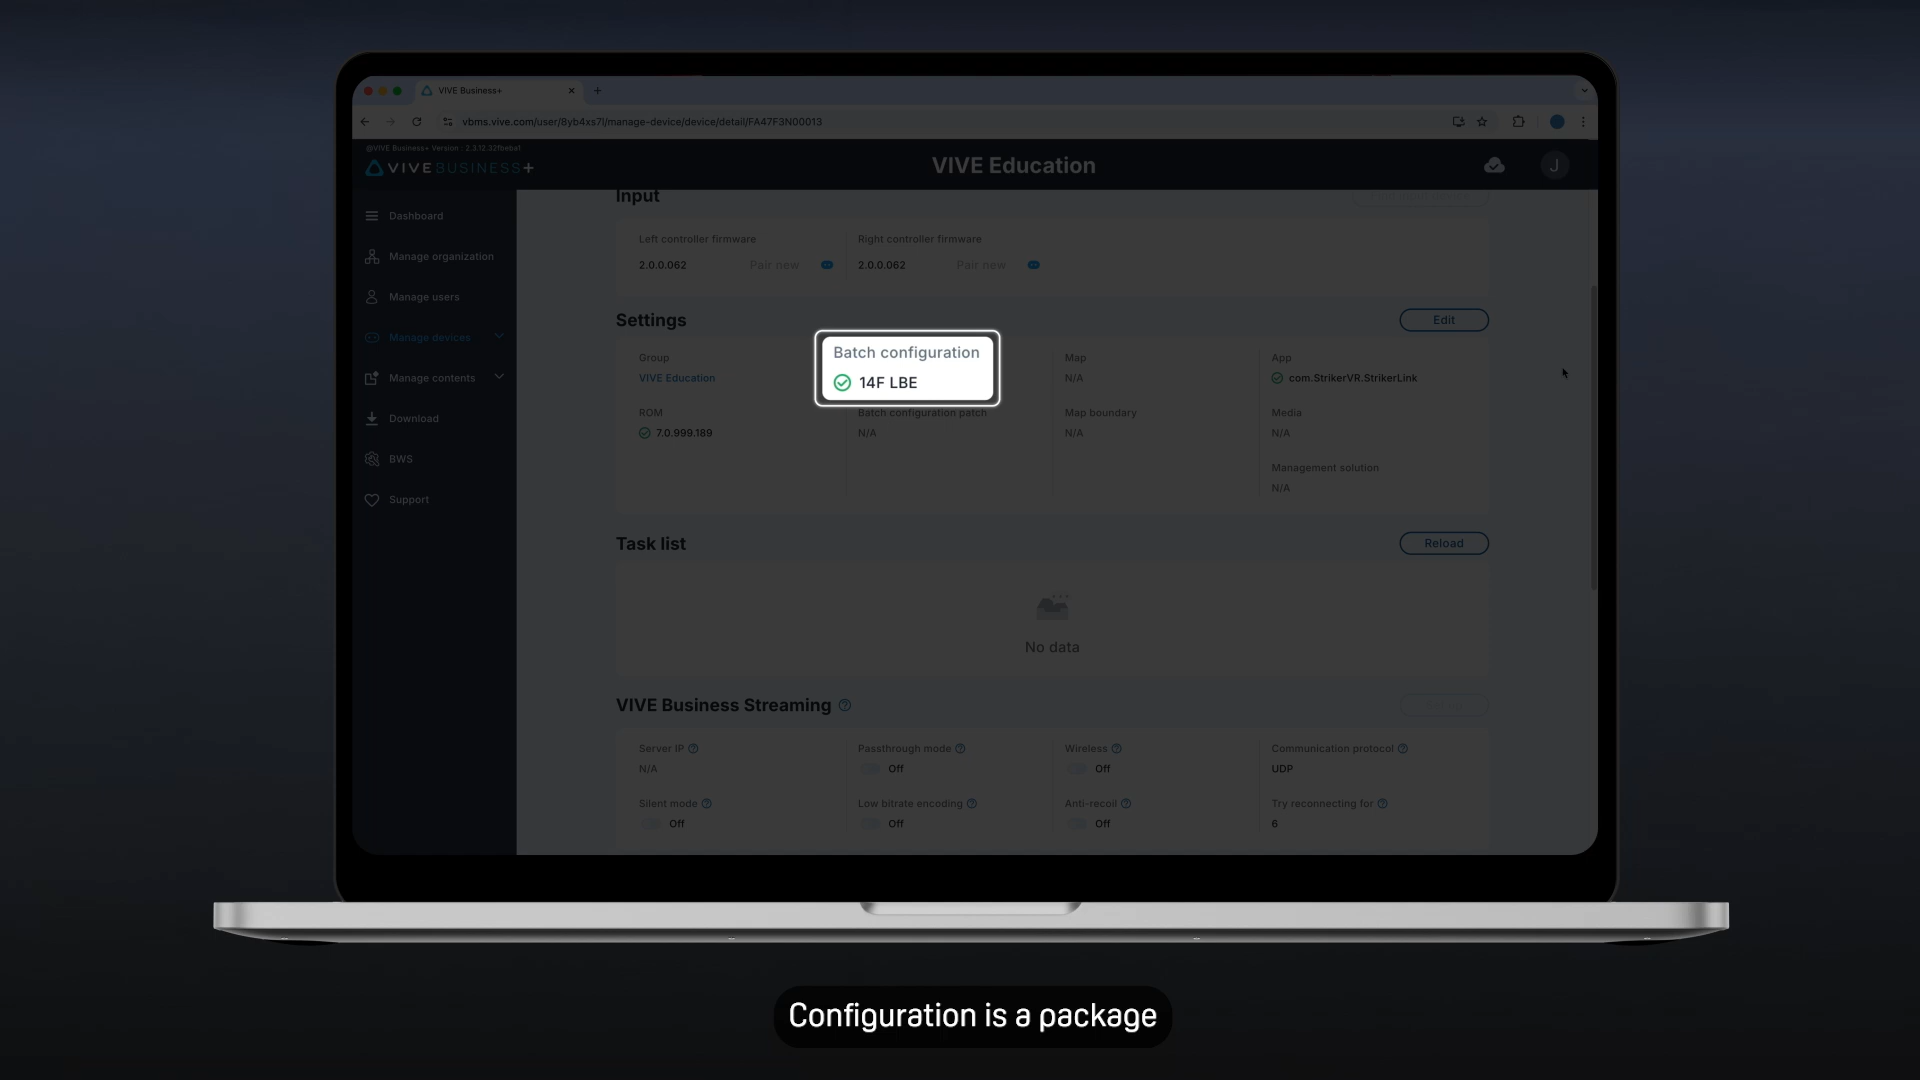 VIVE Business+
vbms.vive.com/user/8yb4xs7l/manage-device/device/detail/FA47F3N00013
VIVE BUSINESS+
VIVE Education
J
Dashboard
Manage organization
Manage users
Manage devices
Manage contents
Download
BWS
Support
Input
Left controller firmware
2.0.0.062 Pair new
Right controller firmware
2.0.0.062 Pair new
Settings
Edit
Group
VIVE Education
ROM
7.0.999.189
Batch configuration
14F LBE
Batch configuration patch
N/A
Map
N/A
Map boundary
N/A
App
com.StrikerVR.StrikerLink
Media
N/A
Management solution
N/A
Task list
Reload
No data
VIVE Business Streaming
Server IP
N/A
Passthrough mode
Off
Wireless
Off
Communication protocol
UDP
Silent mode
Off
Low bitrate encoding
Off
Anti-recoil
Off
Try reconnecting for
6
Configuration is a package